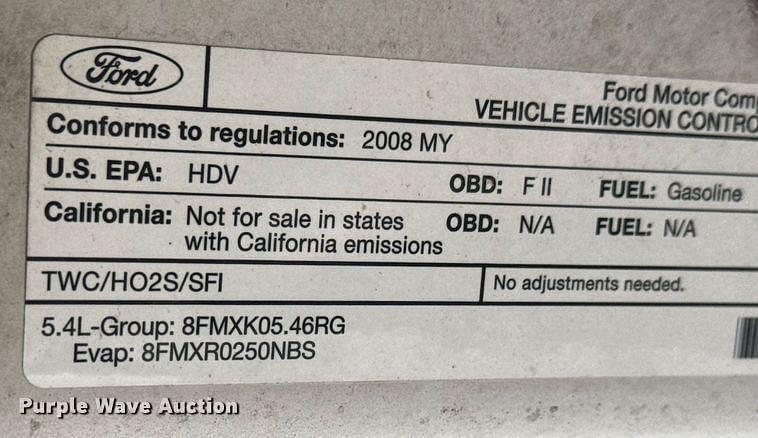 Ford
Ford Motor Com
VEHICLE EMISSION CONTRO
Conforms to regulations: 2008 MY
U.S. EPA: HDV OBD: F II FUEL: Gasoline
California: Not for sale in states OBD: N/A FUEL: N/A
with California emissions
TWC/HO2S/SFI No adjustments needed.
5.4L-Group: 8FMXK05.46RG
Evap: 8FMXR0250NBS
Purple Wave Auction